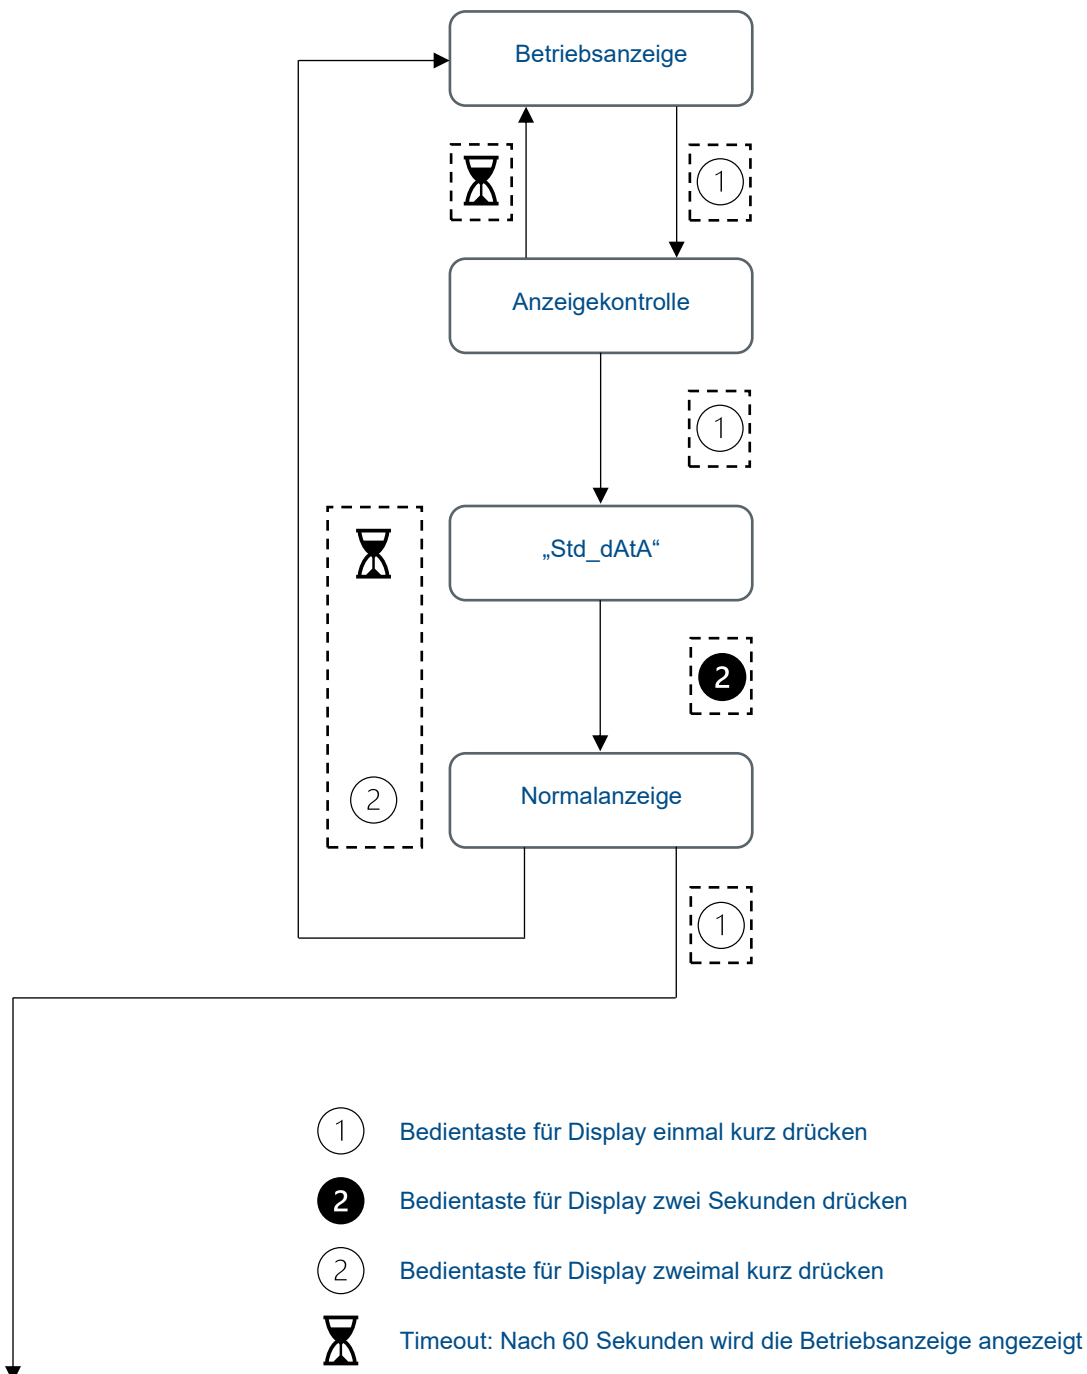 Betriebsanzeige
1
Anzeigekontrolle
1
„Std_dAtA“
2
Normalanzeige
2
1
1 Bedientaste für Display einmal kurz drücken
2 Bedientaste für Display zwei Sekunden drücken
2 Bedientaste für Display zweimal kurz drücken
Timeout: Nach 60 Sekunden wird die Betriebsanzeige angezeigt